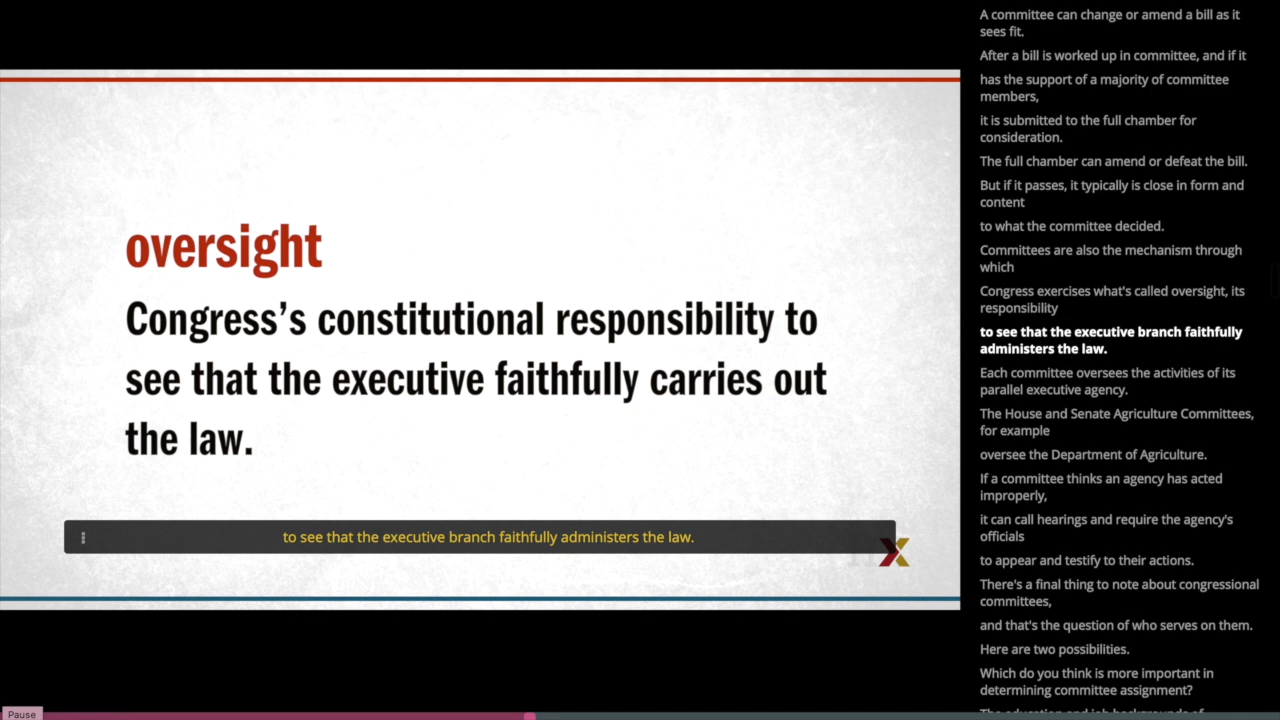 oversight
Congress’s constitutional responsibility to
see that the executive faithfully carries out
the law.
to see that the executive branch faithfully administers the law.
A committee can change or amend a bill as it
sees fit.
After a bill is worked up in committee, and if it
has the support of a majority of committee
members,
it is submitted to the full chamber for
consideration.
The full chamber can amend or defeat the bill.
But if it passes, it typically is close in form and
content
to what the committee decided.
Committees are also the mechanism through
which
Congress exercises what's called oversight, its
responsibility
to see that the executive branch faithfully
administers the law.
Each committee oversees the activities of its
parallel executive agency.
The House and Senate Agriculture Committees,
for example
oversee the Department of Agriculture.
If a committee thinks an agency has acted
improperly,
it can call hearings and require the agency's
officials
to appear and testify to their actions.
There's a final thing to note about congressional
committees,
and that's the question of who serves on them.
Here are two possibilities.
Which do you think is more important in
determining committee assignment?
Pause